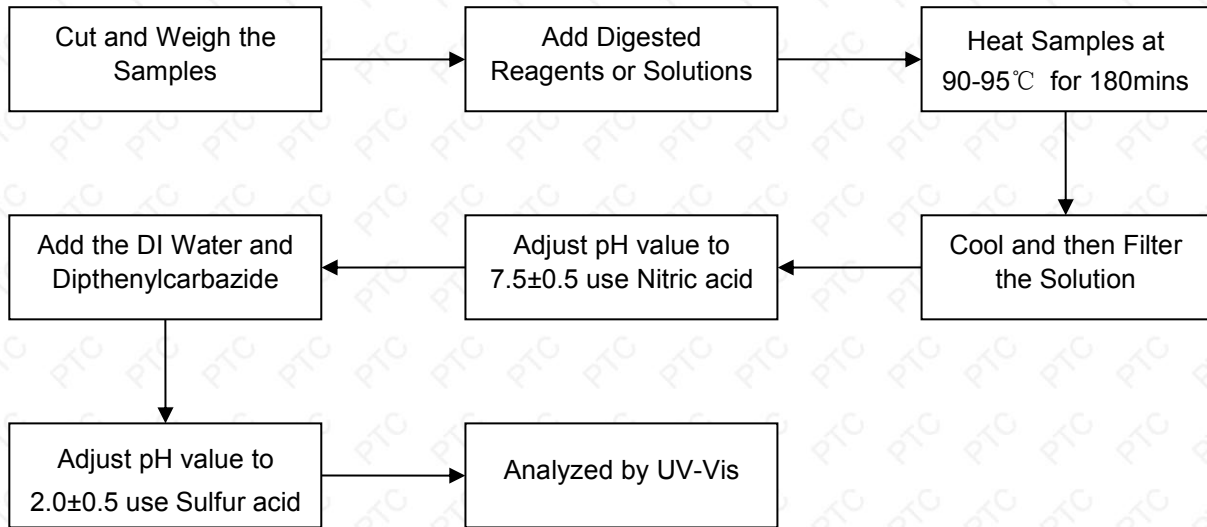 Cut and Weigh the
Samples
Add Digested
Reagents or Solutions
Heat Samples at
90-95℃ for 180mins
Cool and then Filter
the Solution
Adjust pH value to
7.5±0.5 use Nitric acid
Add the DI Water and
Dipthenylcarbazide
Adjust pH value to
2.0±0.5 use Sulfur acid
Analyzed by UV-Vis
PTC